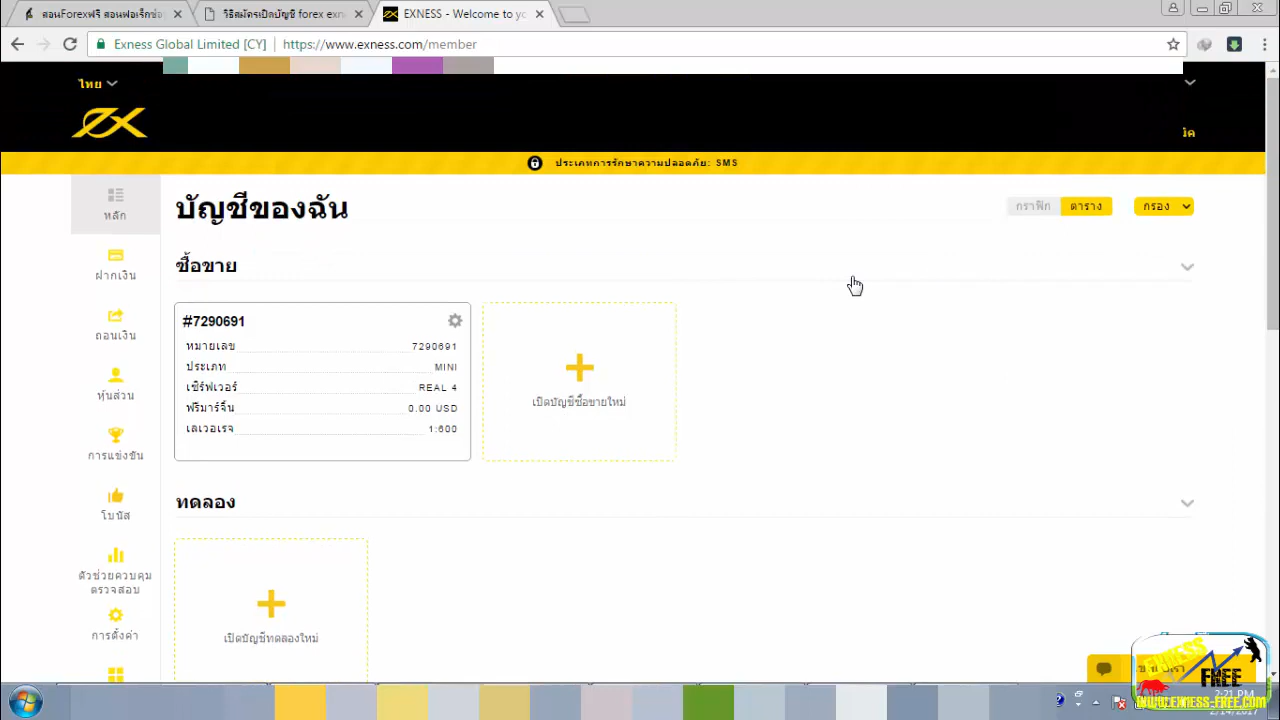 สอนForexฟรี สอนฟอเร็กซ์
วิธีสมัครเปิดบัญชี forex exn
EXNESS - Welcome to yo
Exness Global Limited [CY]
https://www.exness.com/member
ไทย
ประเภทการรักษาความปลอดภัย: SMS
หลัก
ฝากเงิน
ถอนเงิน
หุ้นส่วน
การแข่งขัน
โบนัส
ตัวช่วยควบคุม
ตรวจสอบ
การตั้งค่า
บัญชีของฉัน
กราฟิก
ตาราง
กรอง
ซื้อขาย
#7290691
หมายเลข 7290691
ประเภท MINI
เซิร์ฟเวอร์ REAL 4
ฟรีมาร์จิ้น 0.00 USD
เลเวอเรจ 1:600
เปิดบัญชีซื้อขายใหม่
ทดลอง
เปิดบัญชีทดลองใหม่
EXNESS
FREE
2:21 PM
2/14/2017